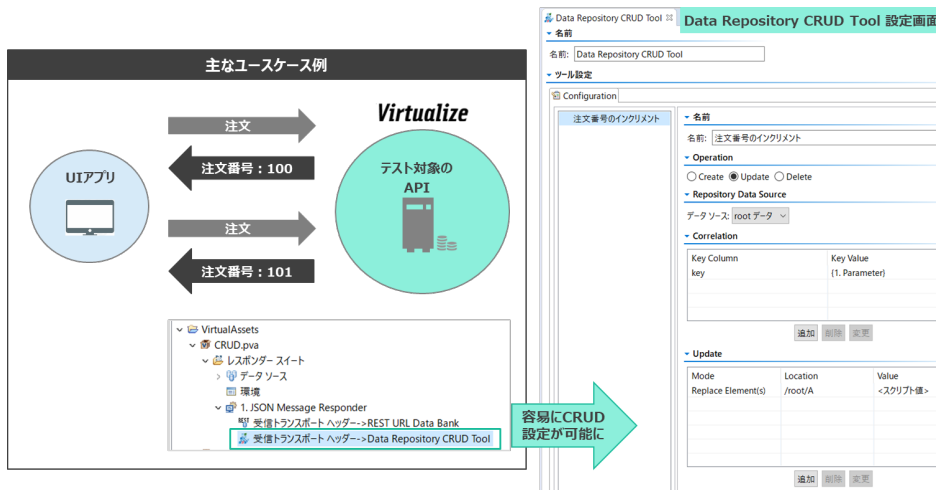 主なユースケース例
Virtualize
注文
注文番号：100
注文
注文番号：101
UIアプリ
テスト対象の
API
VirtualAssets
CRUD.pva
レスポンダー スイート
データ ソース
環境
1. JSON Message Responder
受信トランスポート ヘッダー->REST URL Data Bank
受信トランスポート ヘッダー->Data Repository CRUD Tool
容易にCRUD
設定が可能に
Data Repository CRUD Tool
Data Repository CRUD Tool 設定画面
名前
名前: Data Repository CRUD Tool
ツール設定
Configuration
注文番号のインクリメント
名前
名前: 注文番号のインクリメント
Operation
Create Update Delete
Repository Data Source
データ ソース: root データ
Correlation
Key Column Key Value
key {1. Parameter}
追加 削除 変更
Update
Mode Location Value
Replace Element(s) /root/A <スクリプト値>
追加 削除 変更